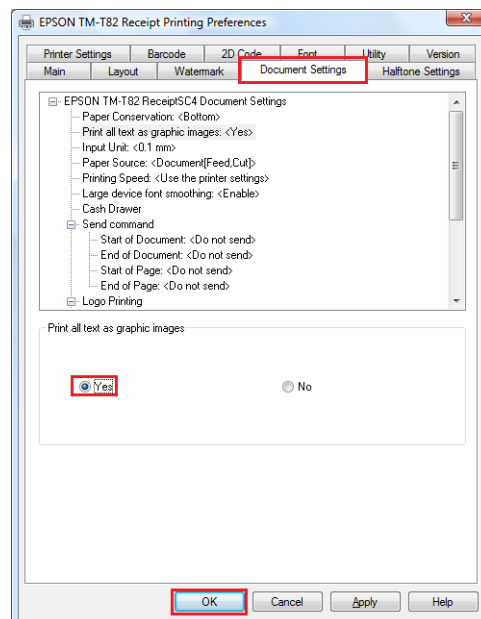 EPSON TM-T82 Receipt Printing Preferences
Printer Settings Barcode 2D Code Font Utility Version
Main Layout Watermark Document Settings Halftone Settings
EPSON TM-T82 ReceiptSC4 Document Settings
Paper Conservation: <Bottom>
Print all text as graphic images: <Yes>
Input Unit: <0.1 mm>
Paper Source: <Document[Feed,Cut]>
Printing Speed: <Use the printer settings>
Large device font smoothing: <Enable>
Cash Drawer
Send command
Start of Document: <Do not send>
End of Document: <Do not send>
Start of Page: <Do not send>
End of Page: <Do not send>
Logo Printing
Print all text as graphic images
Yes No
OK Cancel Apply Help